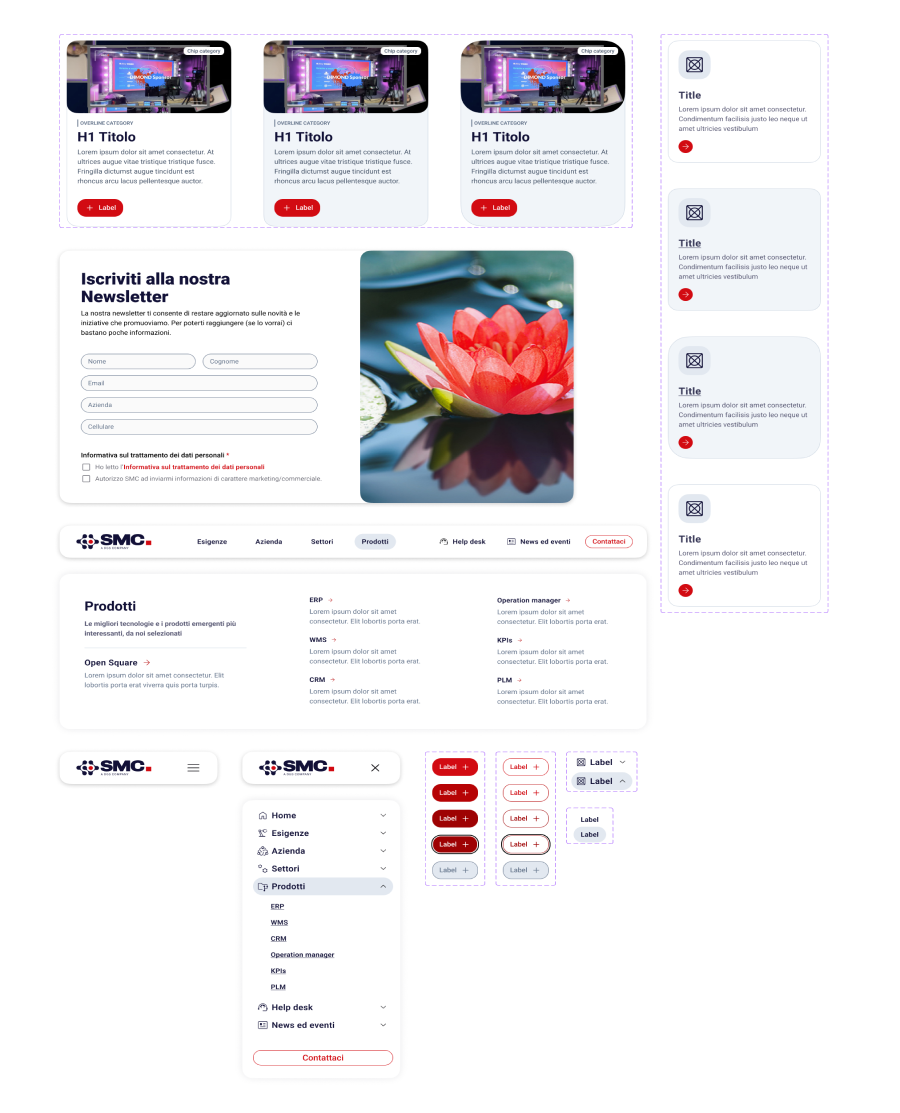 Chip category
DIMOND Sponsor
OVERLINE CATEGORY
H1 Titolo
Lorem ipsum dolor sit amet consectetur. At
ultrices augue vitae tristique tristique fusce.
Fringilla dictumst augue tincidunt est
rhoncus arcu lacus pellentesque auctor.
Label
Chip category
DIMOND Sponsor
OVERLINE CATEGORY
H1 Titolo
Lorem ipsum dolor sit amet consectetur. At
ultrices augue vitae tristique tristique fusce.
Fringilla dictumst augue tincidunt est
rhoncus arcu lacus pellentesque auctor.
Label
Chip category
DIMOND Sponsor
OVERLINE CATEGORY
H1 Titolo
Lorem ipsum dolor sit amet consectetur. At
ultrices augue vitae tristique tristique fusce.
Fringilla dictumst augue tincidunt est
rhoncus arcu lacus pellentesque auctor.
Label
Title
Lorem ipsum dolor sit amet consectetur.
Condimentum facilisis justo leo neque ut
amet ultricies vestibulum
Title
Lorem ipsum dolor sit amet consectetur.
Condimentum facilisis justo leo neque ut
amet ultricies vestibulum
Title
Lorem ipsum dolor sit amet consectetur.
Condimentum facilisis justo leo neque ut
amet ultricies vestibulum
Title
Lorem ipsum dolor sit amet consectetur.
Condimentum facilisis justo leo neque ut
amet ultricies vestibulum
Iscriviti alla nostra
Newsletter
La nostra newsletter ti consente di restare aggiornato sulle novità e le
iniziative che promuoviamo. Per poterti raggiungere (se lo vorrai) ci
bastano poche informazioni.
Nome
Cognome
Email
Azienda
Cellulare
Informativa sul trattamento dei dati personali *
Ho letto l'Informativa sul trattamento dei dati personali
Autorizzo SMC ad inviarmi informazioni di carattere marketing/commerciale.
SMC
A DGS COMPANY
Esigenze
Azienda
Settori
Prodotti
Help desk
News ed eventi
Contattaci
Prodotti
Le migliori tecnologie e i prodotti emergenti più
interessanti, da noi selezionati
Open Square
Lorem ipsum dolor sit amet consectetur. Elit
lobortis porta erat viverra quis porta turpis.
ERP
Lorem ipsum dolor sit amet
consectetur. Elit lobortis porta erat.
WMS
Lorem ipsum dolor sit amet
consectetur. Elit lobortis porta erat.
CRM
Lorem ipsum dolor sit amet
consectetur. Elit lobortis porta erat.
Operation manager
Lorem ipsum dolor sit amet
consectetur. Elit lobortis porta erat.
KPIs
Lorem ipsum dolor sit amet
consectetur. Elit lobortis porta erat.
PLM
Lorem ipsum dolor sit amet
consectetur. Elit lobortis porta erat.
SMC
A DGS COMPANY
SMC
A DGS COMPANY
Home
Esigenze
Azienda
Settori
Prodotti
ERP
WMS
CRM
Operation manager
KPIs
PLM
Help desk
News ed eventi
Contattaci
Label
Label
Label
Label
Label
Label
Label
Label
Label
Label
Label
Label
Label
Label